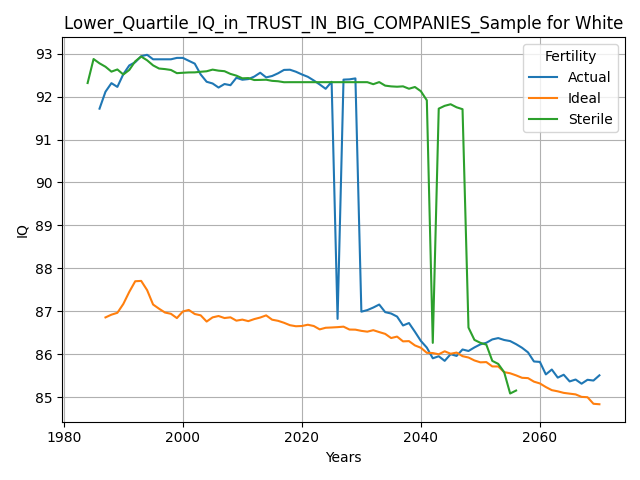 Lower_Quartile_IQ_in_TRUST_IN_BIG_COMPANIES_Sample for White
Fertility
Actual
Ideal
Sterile
IQ
93
92
91
90
89
88
87
86
85
1980
2000
2020
2040
2060
Years